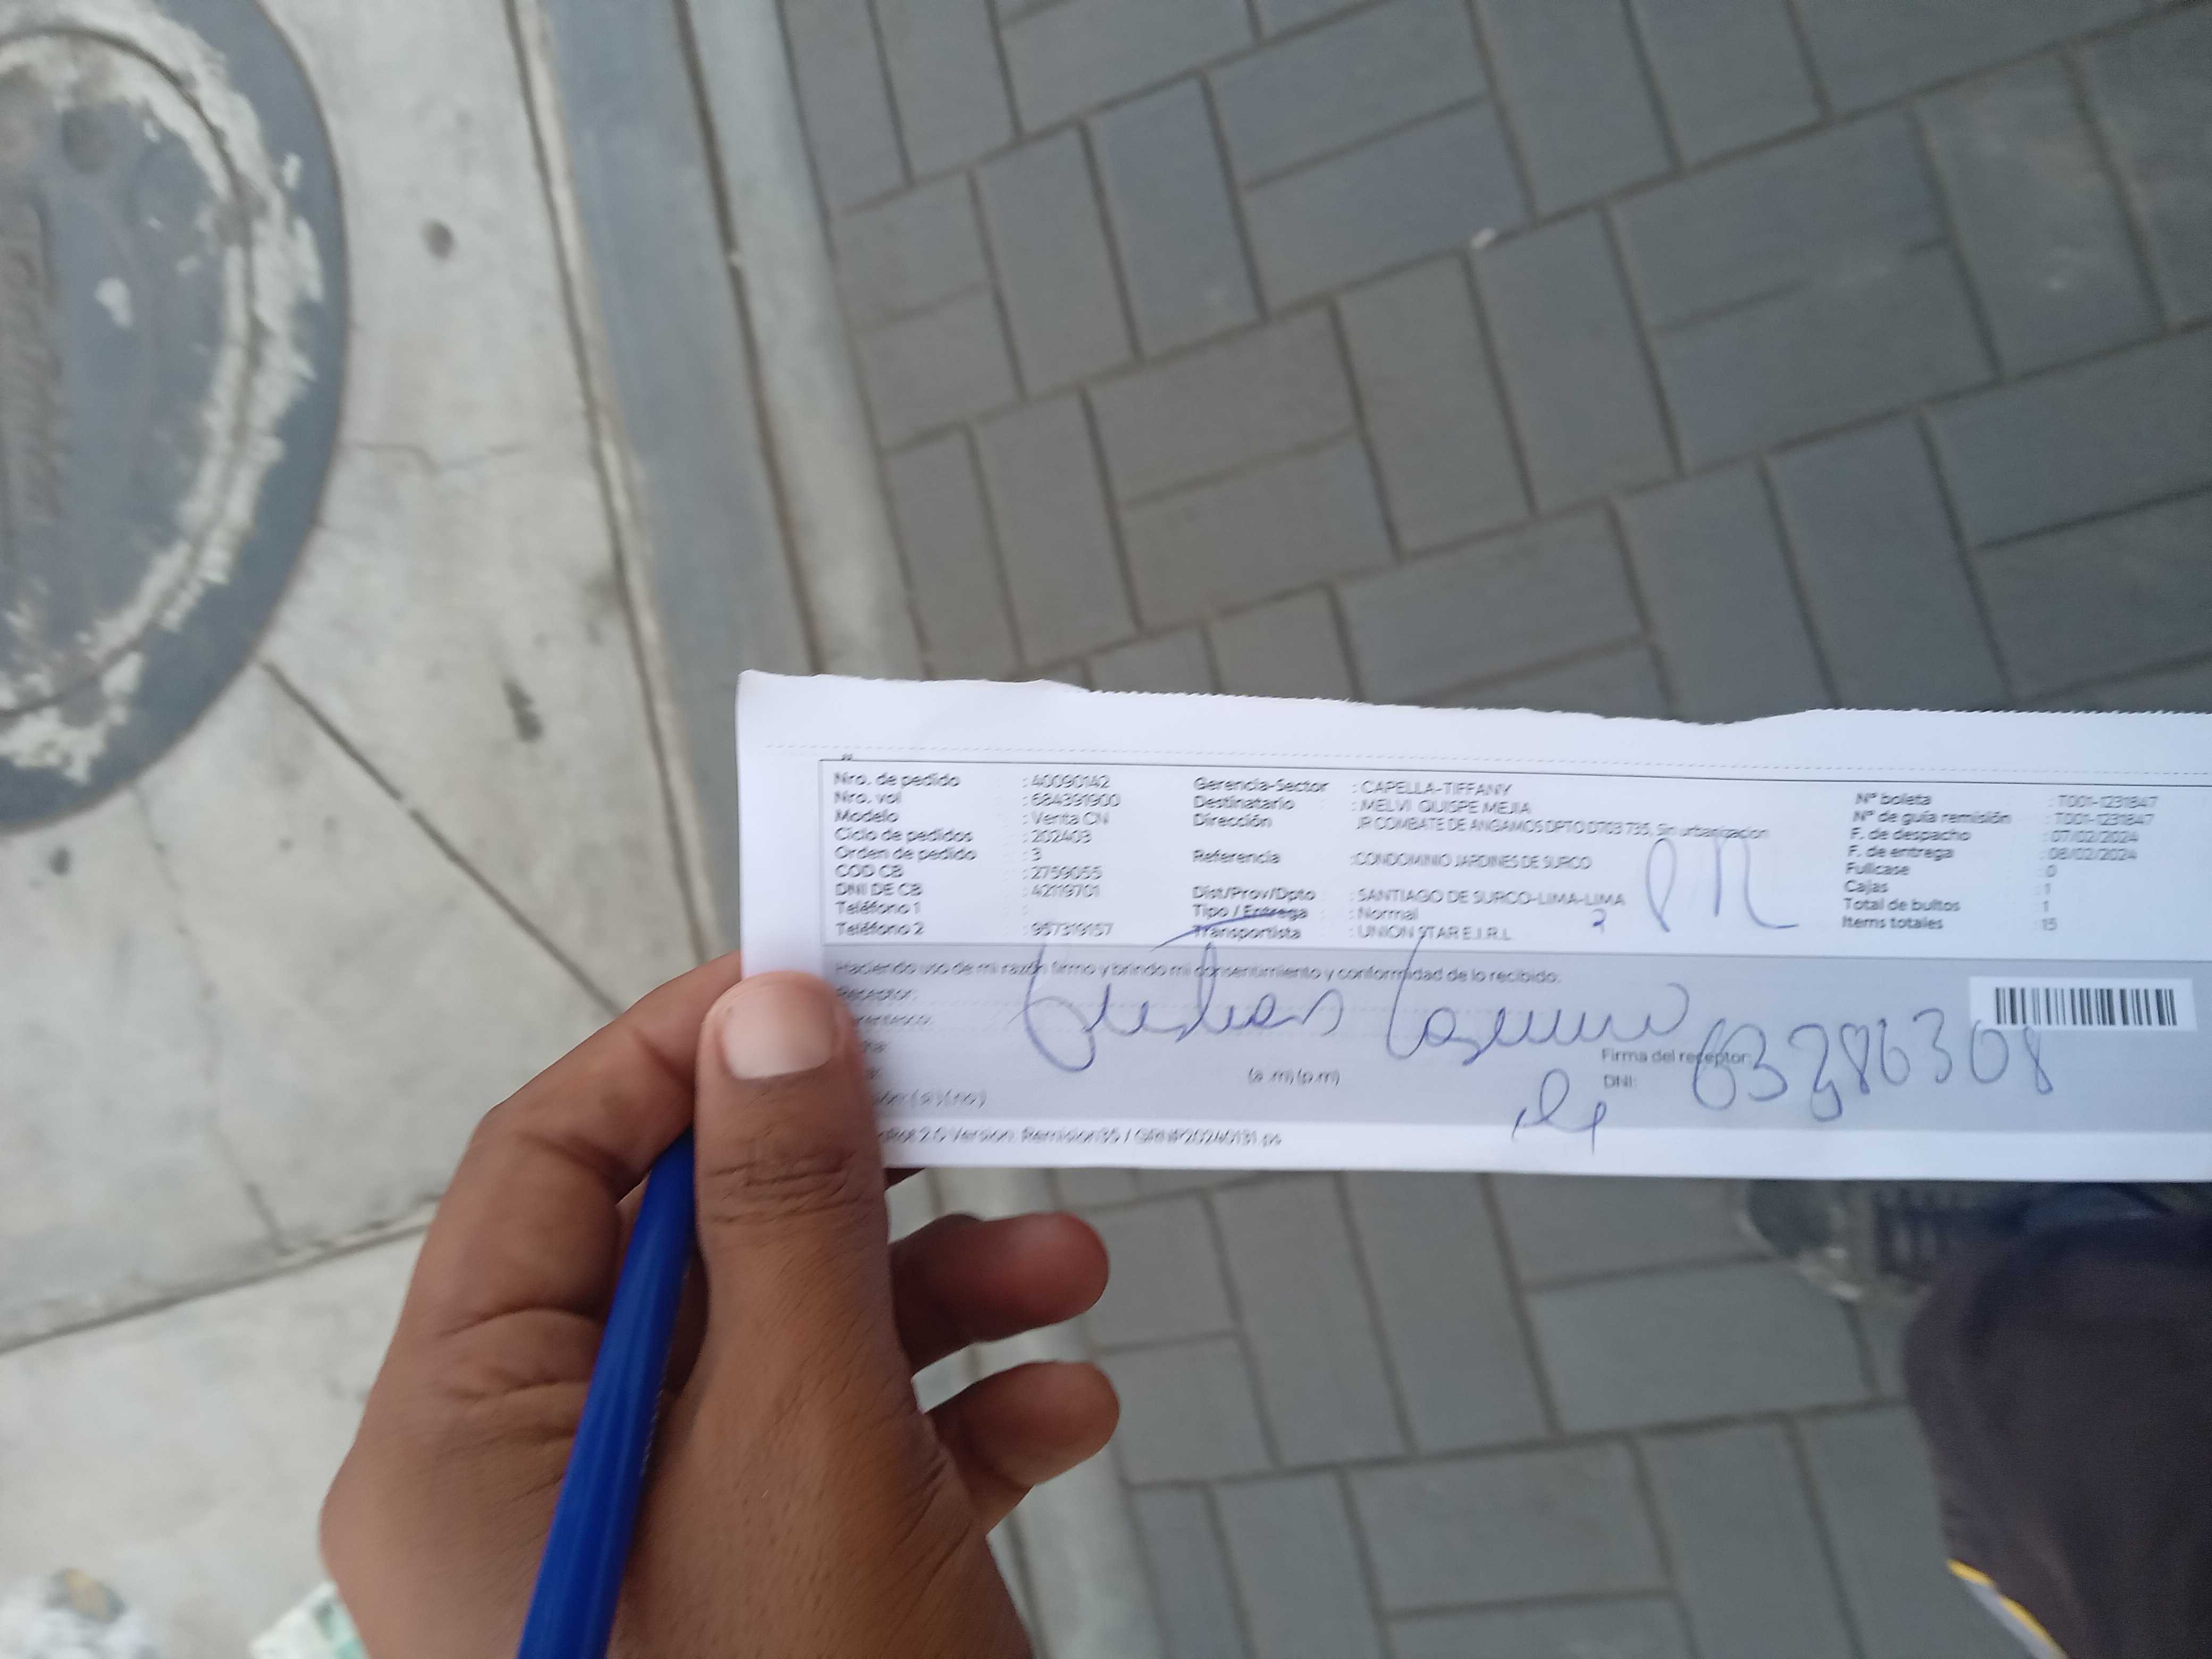 Nro. de pedido : 40090142
Nro. vol : 684391900
Modelo : Venta CN
Ciclo de pedidos : 202403
Orden de pedido : 3
COD CB : 2759055
DNI DE CB : 42119701
Teléfono 1 :
Teléfono 2 : 957319157
Gerencia-Sector : CAPELLA-TIFFANY
Destinatario : MELVI QUISPE MEJIA
Dirección JR COMBATE DE ANGAMOS DPTO D703 735, Sin urbanizacion
Referencia : CONDOMINIO JARDINES DE SURCO
Dist/Prov/Dpto : SANTIAGO DE SURCO-LIMA-LIMA
Tipo / Entrega : Normal
Transportista : UNION STAR E.I.R.L
Nº boleta : T001-1231847
Nº de guía remisión : T001-1231847
F. de despacho : 07/02/2024
F. de entrega : 08/02/2024
Fullcase : 0
Cajas : 1
Total de bultos : 1
Items totales : 15
Haciendo uso de mi razón firmo y brindo mi consentimiento y conformidad de lo recibido.
Receptor:
(a .m) (p.m)
Firma del receptor:
DNI:
2.0 Version: Remision35 /